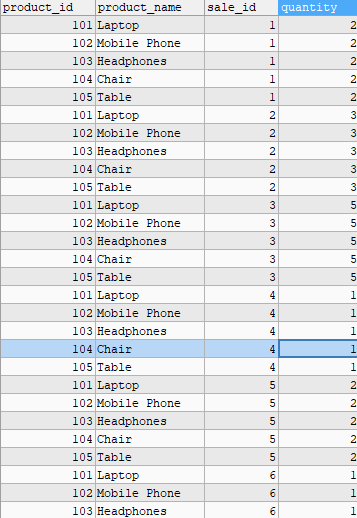 product_id product_name sale_id quantity
101 Laptop 1 2
102 Mobile Phone 1 2
103 Headphones 1 2
104 Chair 1 2
105 Table 1 2
101 Laptop 2 3
102 Mobile Phone 2 3
103 Headphones 2 3
104 Chair 2 3
105 Table 2 3
101 Laptop 3 5
102 Mobile Phone 3 5
103 Headphones 3 5
104 Chair 3 5
105 Table 3 5
101 Laptop 4 1
102 Mobile Phone 4 1
103 Headphones 4 1
104 Chair 4 1
105 Table 4 1
101 Laptop 5 2
102 Mobile Phone 5 2
103 Headphones 5 2
104 Chair 5 2
105 Table 5 2
101 Laptop 6 1
102 Mobile Phone 6 1
103 Headphones 6 1